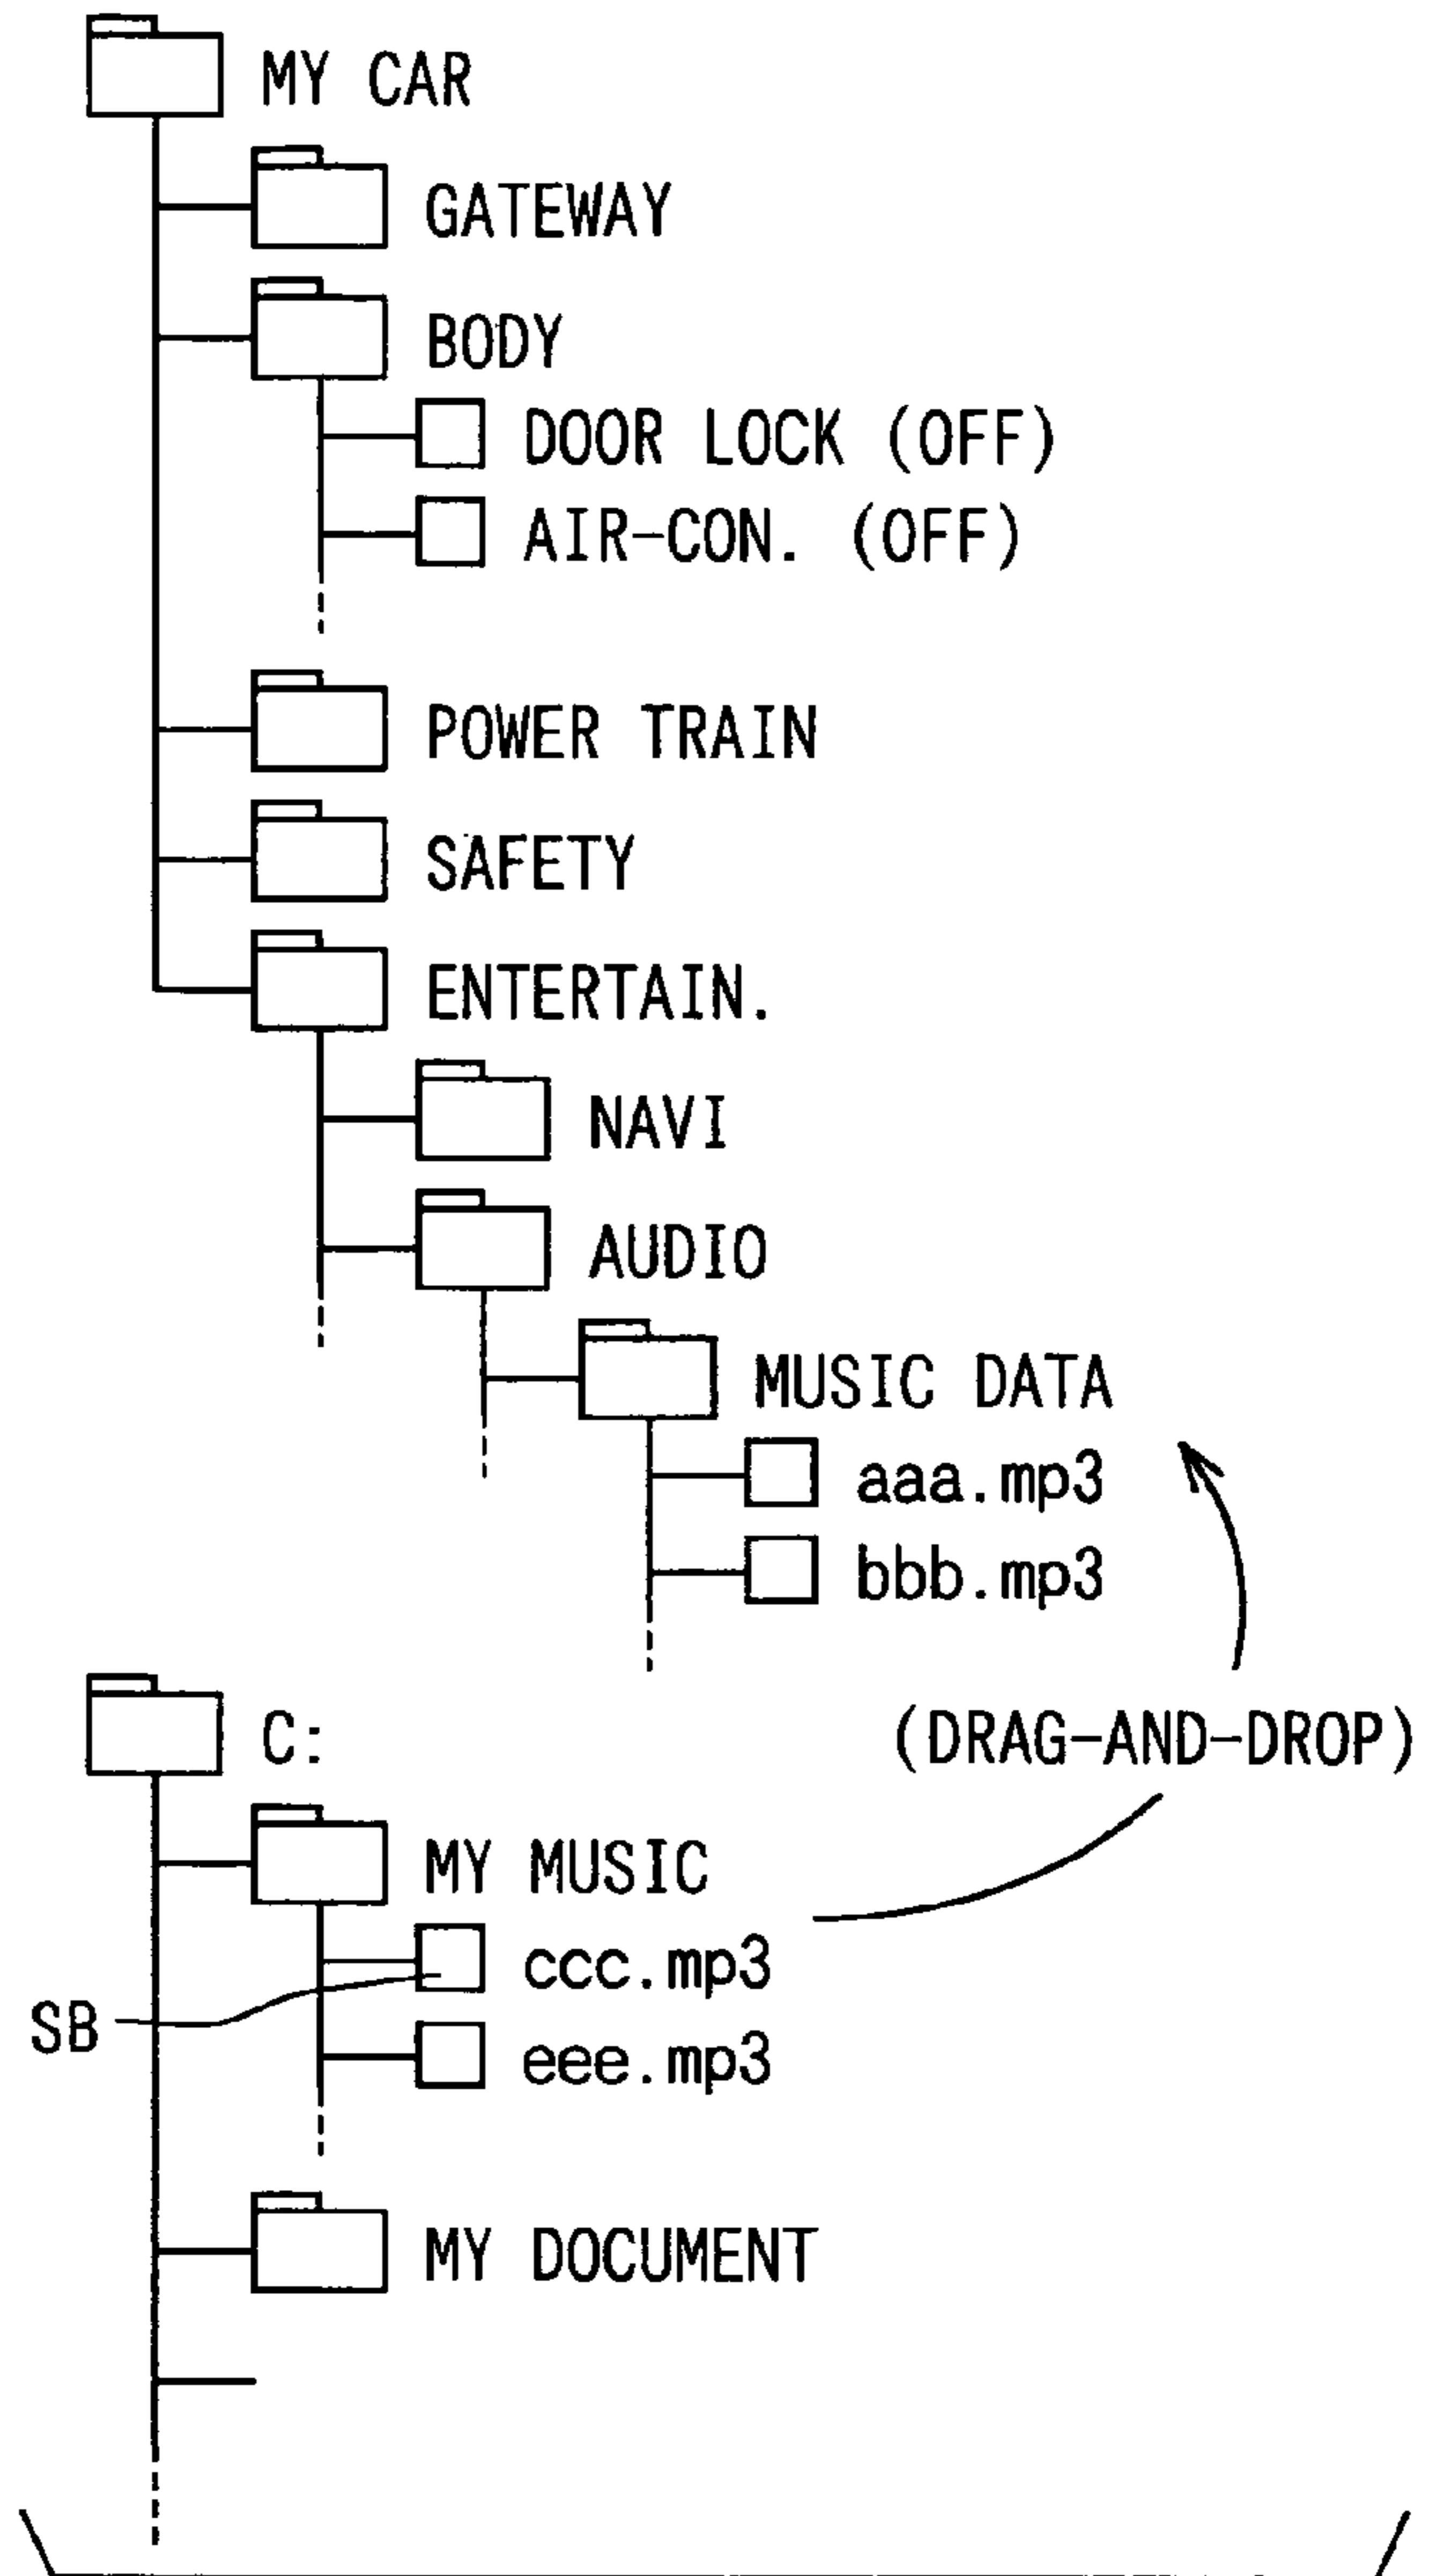 MY CAR
GATEWAY
BODY
DOOR LOCK (OFF)
AIR-CON. (OFF)
POWER TRAIN
SAFETY
ENTERTAIN.
NAVI
AUDIO
MUSIC DATA
aaa.mp3
bbb.mp3
C:
(DRAG-AND-DROP)
MY MUSIC
ccc.mp3
SB
eee.mp3
MY DOCUMENT